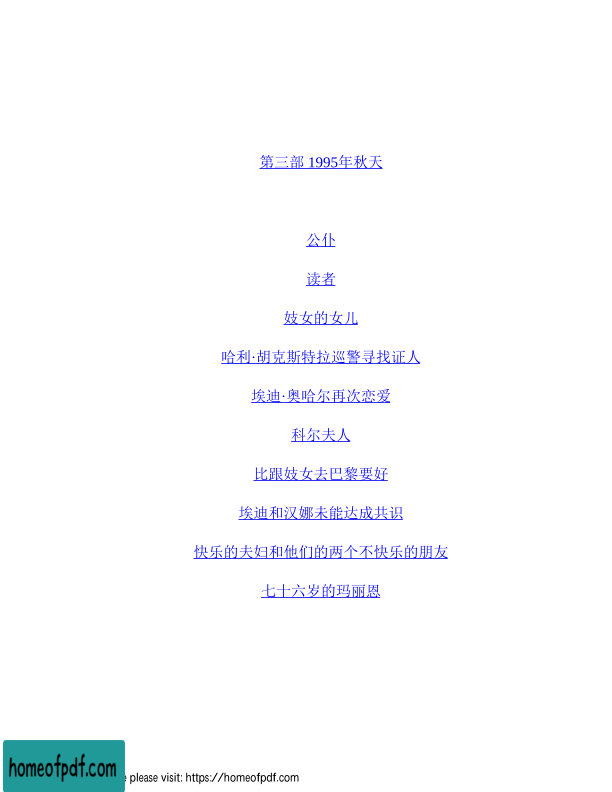 第三部 1995年秋天
公仆
读者
妓女的女儿
哈利·胡克斯特拉巡警寻找证人
埃迪·奥哈尔再次恋爱
科尔夫人
比跟妓女去巴黎要好
埃迪和汉娜未能达成共识
快乐的夫妇和他们的两个不快乐的朋友
七十六岁的玛丽恩
homeofpdf.com
e please visit: https://homeofpdf.com